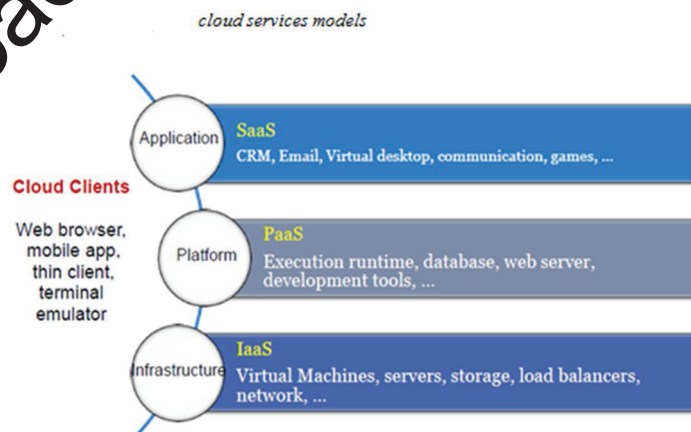 cloud services models
Application
SaaS
CRM, Email, Virtual desktop, communication, games, ...
Cloud Clients
Web browser,
mobile app,
thin client,
terminal
emulator
Platform
PaaS
Execution runtime, database, web server,
development tools, ...
Infrastructure
IaaS
Virtual Machines, servers, storage, load balancers,
network, ...